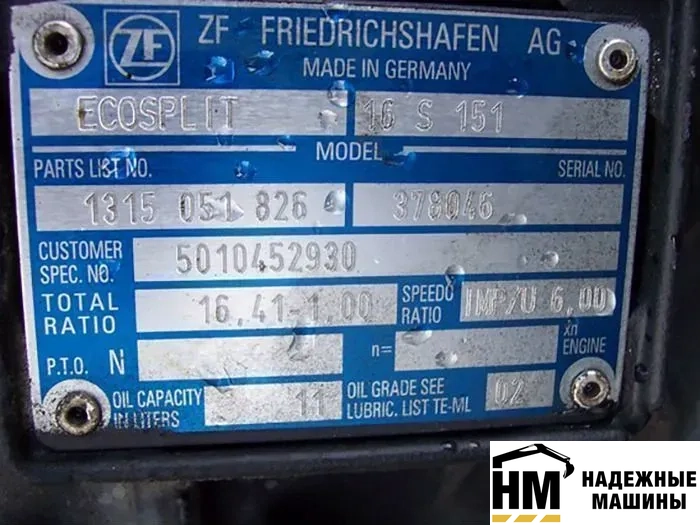 ZF ZF FRIEDRICHSHAFEN AG
MADE IN GERMANY
ECOSPLIT 16 S 151
MODEL
PARTS LIST NO. SERIAL NO.
1315 051 826 378046
CUSTOMER SPEC. NO. 5010452930
TOTAL RATIO 16,41-1,00 SPEEDO RATIO IMP/U 6,00
P.T.O. N n= xn ENGINE
OIL CAPACITY IN LITERS 11 OIL GRADE SEE LUBRIC. LIST TE-ML 02
НМ НАДЕЖНЫЕ
МАШИНЫ